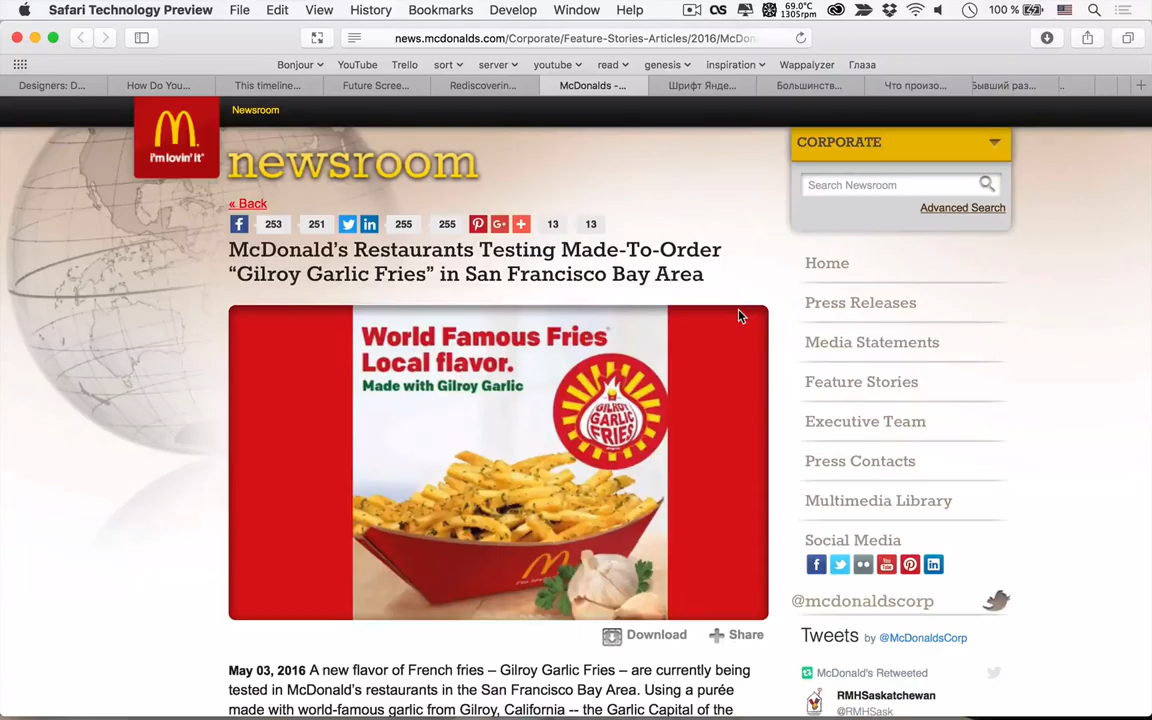 Safari Technology Preview File Edit View History Bookmarks Develop Window Help 69.0°C 1305rpm 100 %
news.mcdonalds.com/Corporate/Feature-Stories-Articles/2016/McDon
Bonjour YouTube Trello sort server youtube read genesis inspiration Wappalyzer Глаза
Designers: D... How Do You... This timeline... Future Scree... Rediscoverin... McDonalds -... Шрифт Янде... Большинств... Что произо... Бывший раз...
Newsroom
i'm lovin' it
newsroom
CORPORATE
Search Newsroom
Advanced Search
« Back
253 251 255 255 13 13
McDonald's Restaurants Testing Made-To-Order
“Gilroy Garlic Fries” in San Francisco Bay Area
World Famous Fries
Local flavor.
Made with Gilroy Garlic
GILROY
GARLIC
FRIES
Download Share
May 03, 2016 A new flavor of French fries – Gilroy Garlic Fries – are currently being
tested in McDonald's restaurants in the San Francisco Bay Area. Using a purée
made with world-famous garlic from Gilroy, California -- the Garlic Capital of the
Home
Press Releases
Media Statements
Feature Stories
Executive Team
Press Contacts
Multimedia Library
Social Media
@mcdonaldscorp
Tweets by @McDonaldsCorp
McDonald's Retweeted
RMHSaskatchewan
@RMHSask